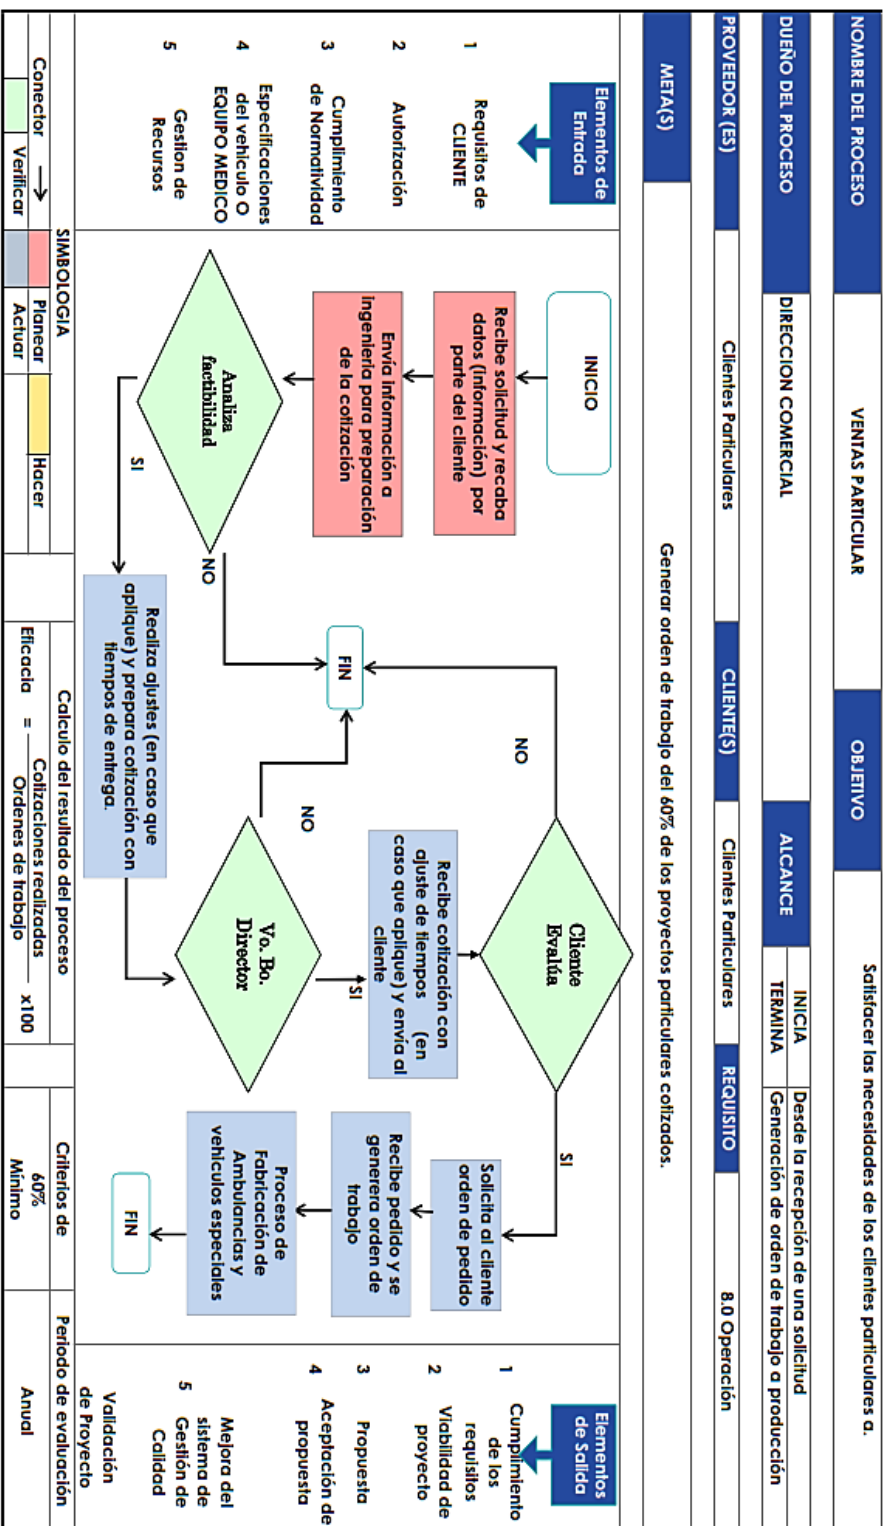 NOMBRE DEL PROCESO
VENTAS PARTICULAR
OBJETIVO
Satisfacer las necesidades de los clientes particulares a.
DUEÑO DEL PROCESO
DIRECCION COMERCIAL
ALCANCE
INICIA
Desde la recepción de una solicitud
TERMINA
Generación de orden de trabajo a producción
PROVEEDOR (ES)
Clientes Particulares
CLIENTE(S)
Clientes Particulares
REQUISITO
8.0 Operación
META(S)
Generar orden de trabajo del 60% de los proyectos particulares cotizados.
Elementos de
Entrada
1
Requisitos de
CLIENTE
2
Autorización
3
Cumplimiento
de Normatividad
4
Especificaciones
del vehiculo O
EQUIPO MEDICO
5
Gestion de
Recursos
INICIO
Recibe solicitud y recaba
datos (información) por
parte del cliente
Envía información a
ingeniería para preparación
de la cotización
Analiza
factibilidad
SI
NO
FIN
Realiza ajustes (en caso que
aplique) y prepara cotización con
tiempos de entrega.
Vo. Bo.
Director
NO
SI
Recibe cotización con
ajuste de tiempos (en
caso que aplique) y envía al
cliente
Cliente
Evalúa
NO
SI
Solicita al cliente
orden de pedido
Recibe pedido y se
generera orden de
trabajo
Proceso de
Fabricación de
Ambulancias y
vehiculos especiales
FIN
Elementos
de Salida
1
Cumplimiento
de los
requisitos
2
Viabilidad de
proyecto
3
Propuesta
4
Aceptación de
propuesta
5
Mejora del
sistema de
Gestión de
Calidad
Validación
de Proyecto
SIMBOLOGIA
Conector
Planear
Hacer
Verificar
Actuar
Calculo del resultado del proceso
Eficacia = Cotizaciones realizadas x100
Ordenes de trabajo
Criterios de
60%
Mínimo
Periodo de evaluación
Anual